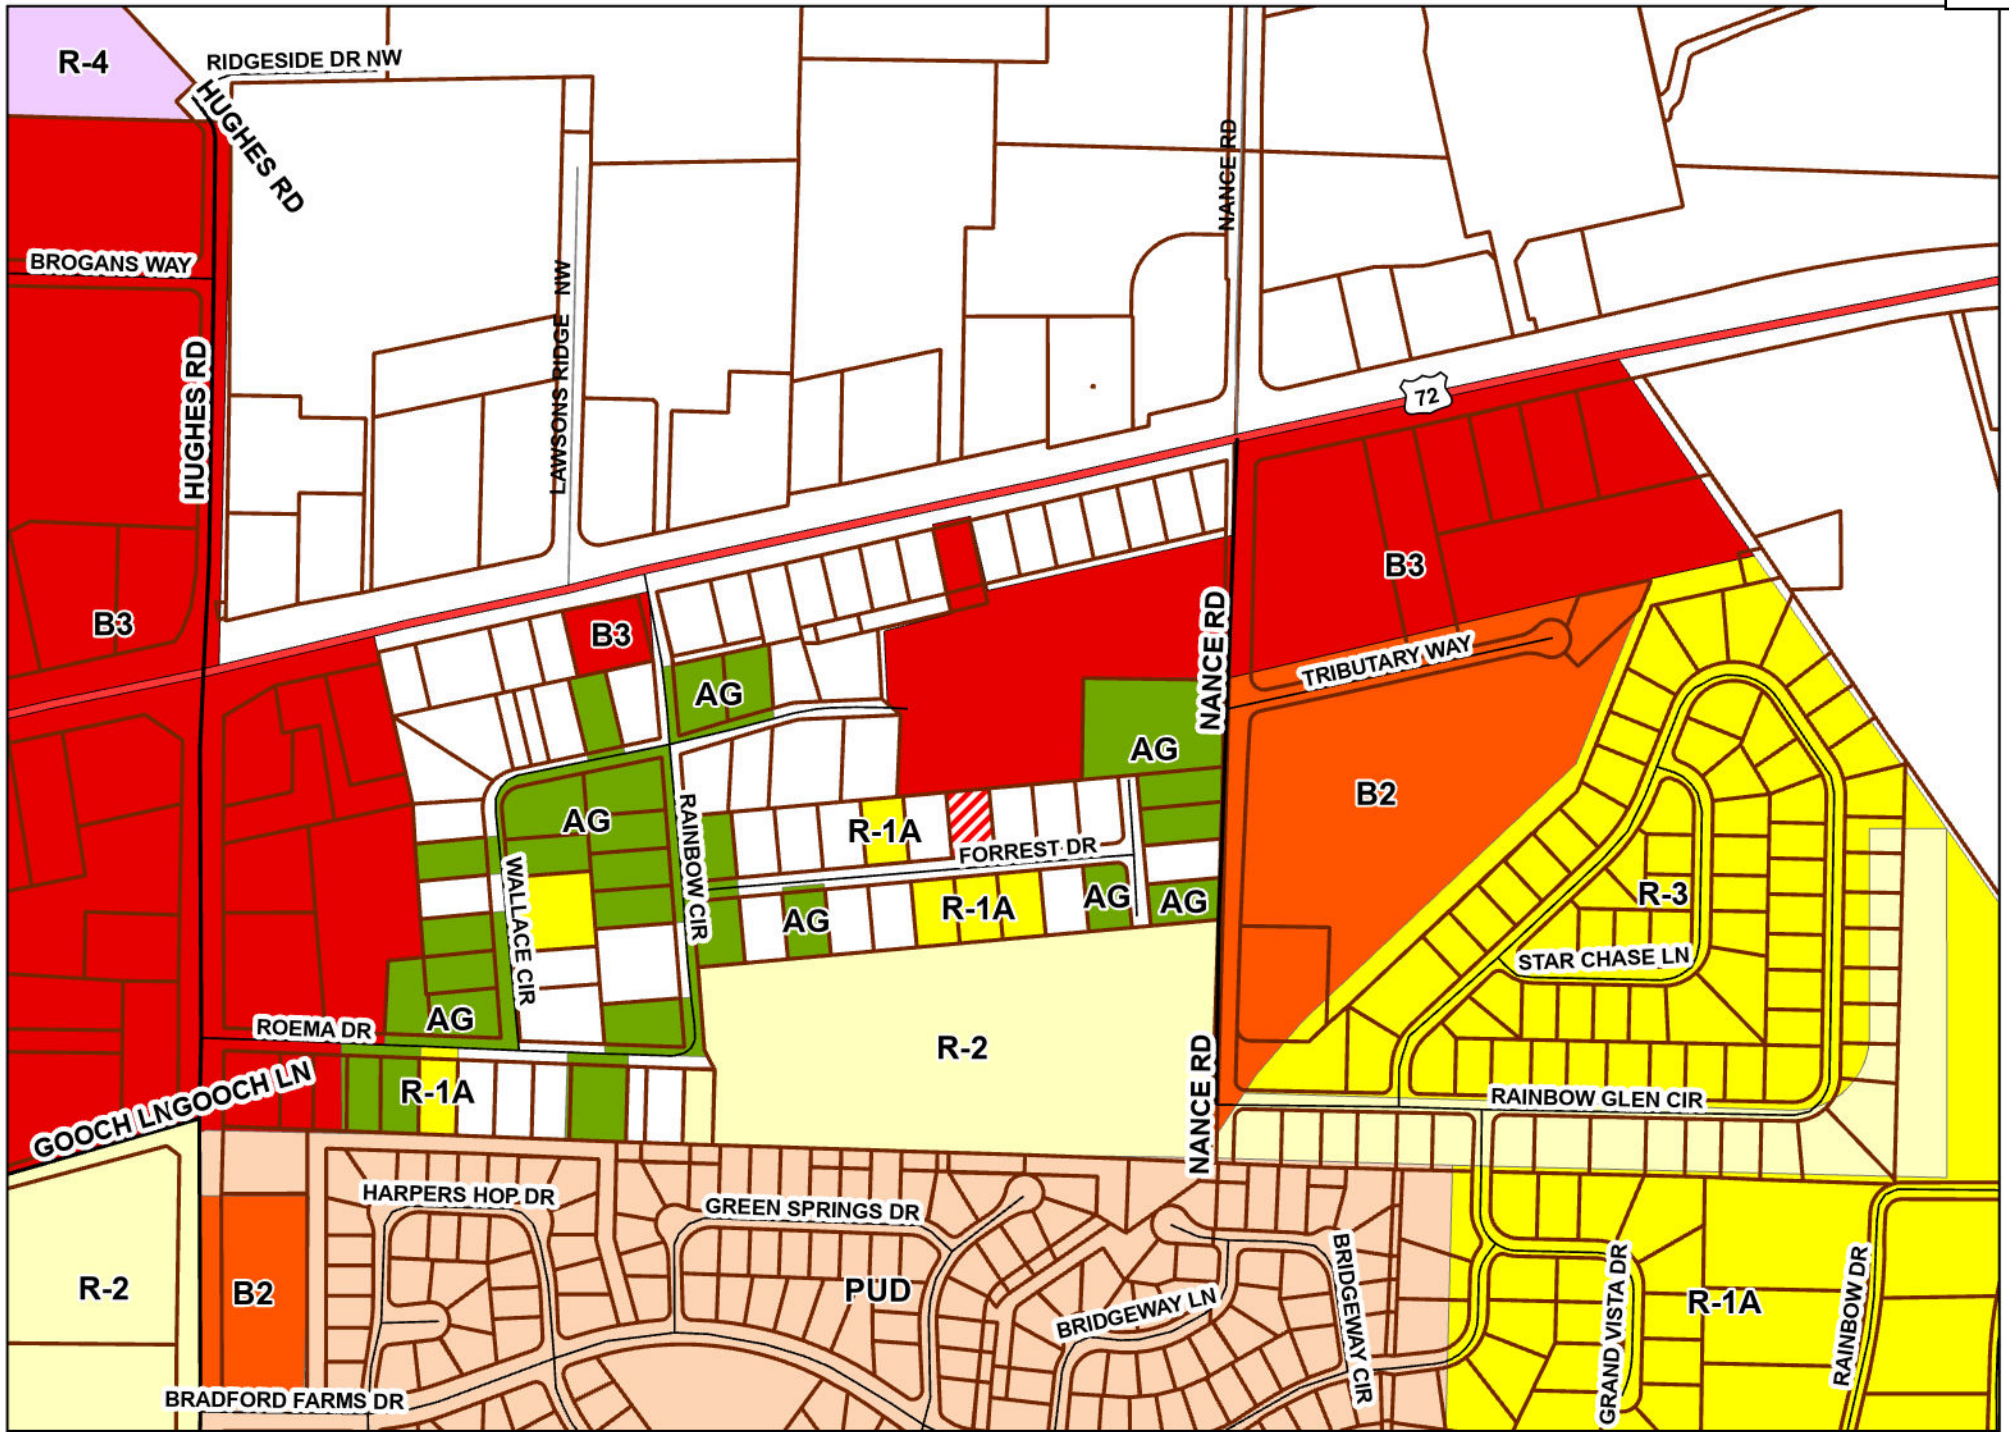 R-4
RIDGESIDE DR NW
HUGHES RD
NANCE RD
BROGANS WAY
LAWSONS RIDGE NW
HUGHES RD
72
B3
B3
B3
NANCE RD
TRIBUTARY WAY
AG
AG
B2
AG
RAINBOW CIR
R-1A
FORREST DR
WALLACE CIR
AG
R-1A
AG
AG
R-3
STAR CHASE LN
ROEMA DR
AG
R-2
NANCE RD
GOOCH LNGOOCH LN
R-1A
RAINBOW GLEN CIR
HARPERS HOP DR
GREEN SPRINGS DR
R-2
B2
PUD
BRIDGEWAY LN
BRIDGEWAY CIR
GRAND VISTA DR
R-1A
RAINBOW DR
BRADFORD FARMS DR